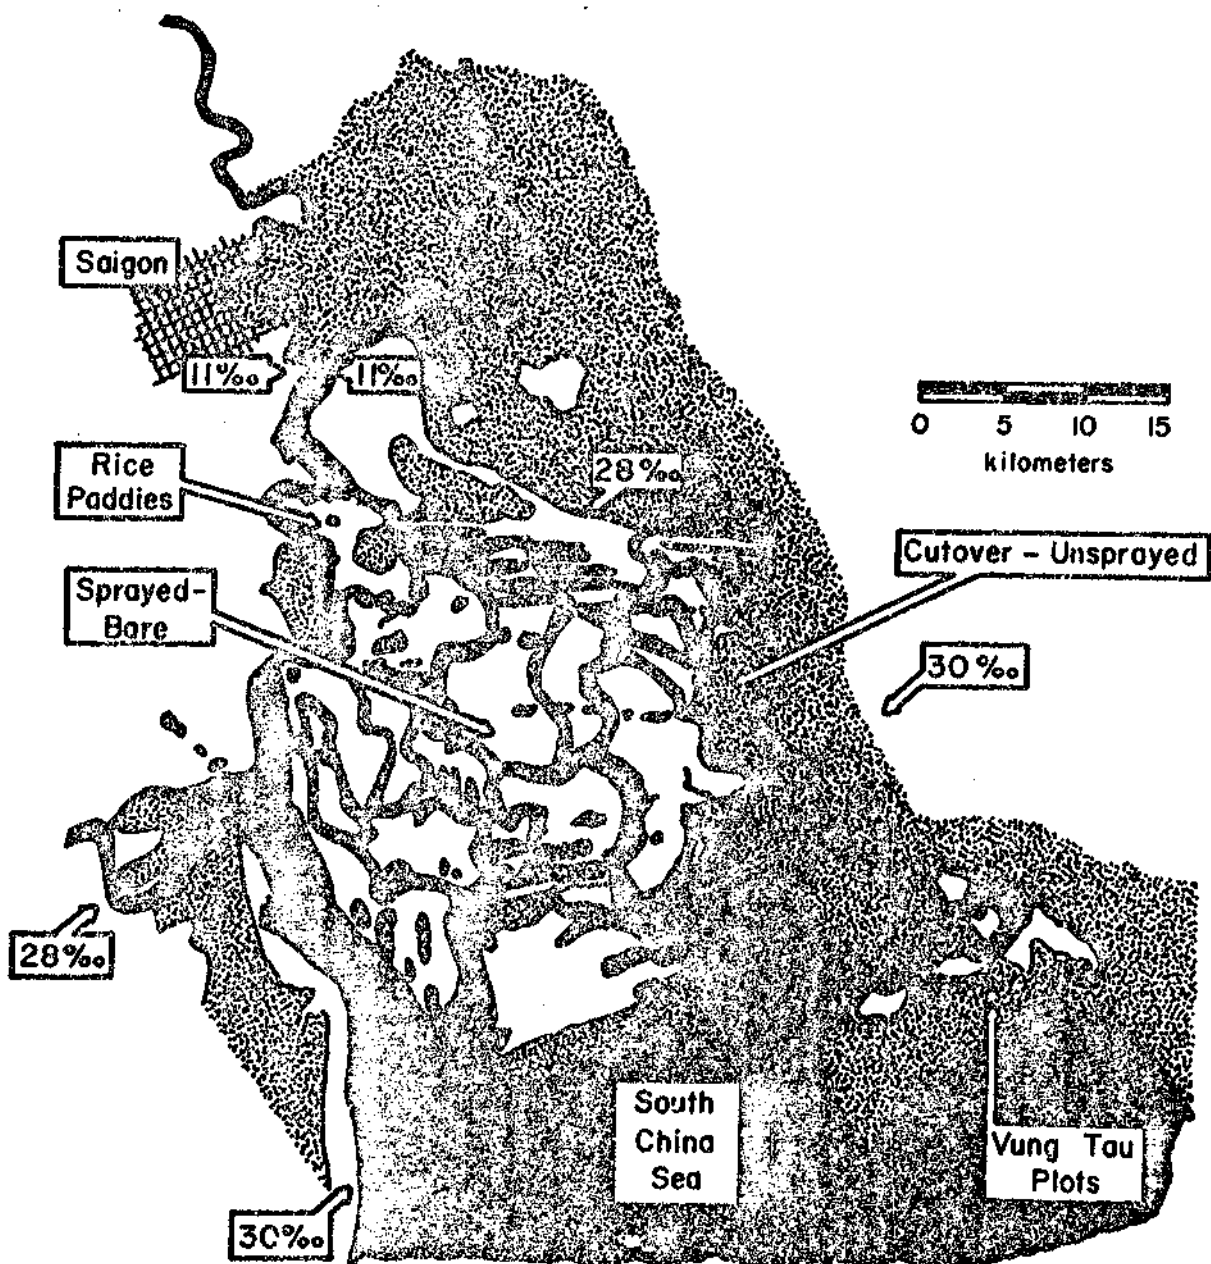 Saigon
11‰
11‰
0 5 10 15
kilometers
Rice
Paddies
28‰
Cutover - Unsprayed
Sprayed-
Bare
30‰
28‰
South
China
Sea
Vung Tau
Plots
30‰